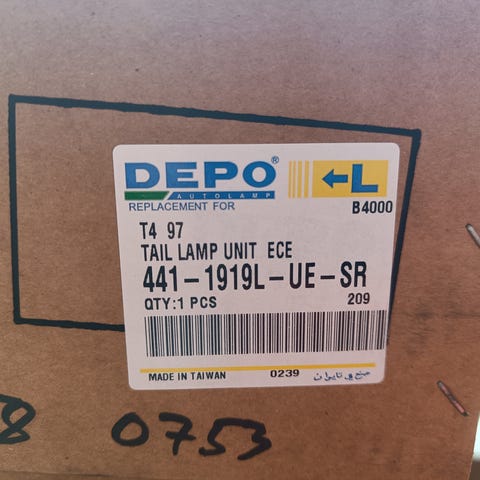 DEPO®
AUTOLAMP
←L
REPLACEMENT FOR
B4000
T4 97
TAIL LAMP UNIT ECE
441-1919L-UE-SR
QTY:1 PCS
209
MADE IN TAIWAN
0239
صنع في تايوان
8
0753